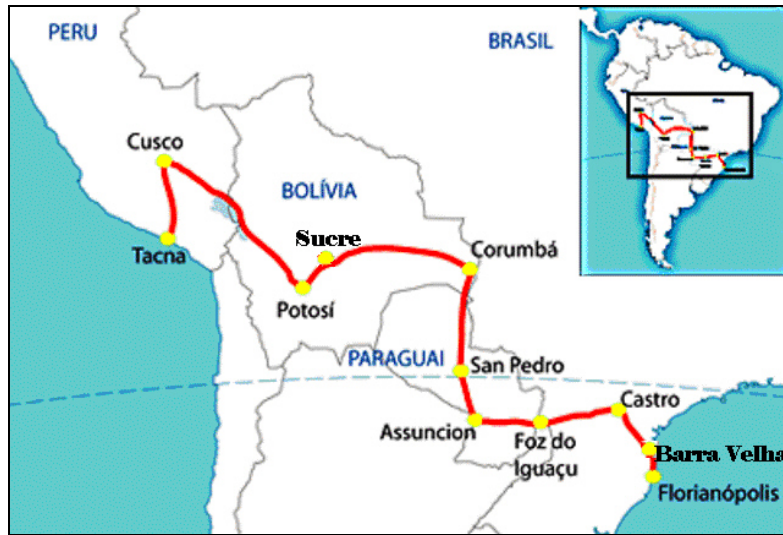 PERU
BRASIL
Cusco
BOLÍVIA
Sucre
Tacna
Corumbá
Potosí
PARAGUAI
San Pedro
Castro
Assuncion
Foz do
Iguaçu
Barra Velha
Florianópolis